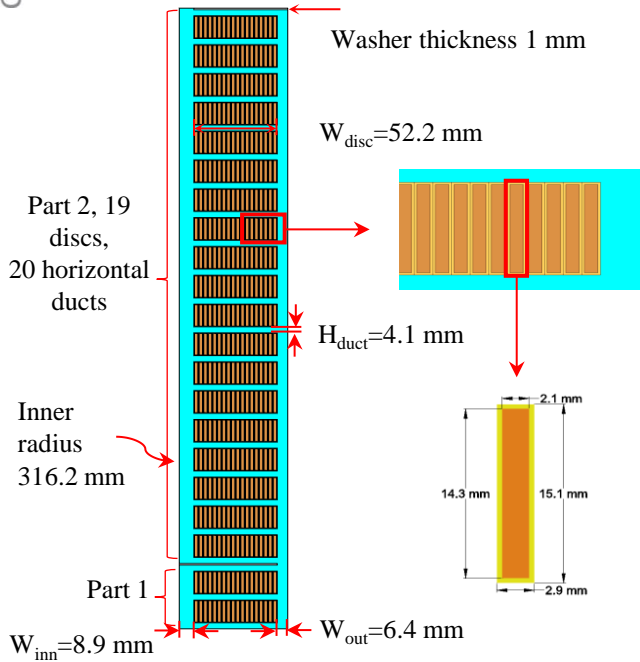 Washer thickness 1 mm
W_disc=52.2 mm
Part 2, 19
discs,
20 horizontal
ducts
H_duct=4.1 mm
Inner
radius
316.2 mm
2.1 mm
14.3 mm
15.1 mm
2.9 mm
Part 1
W_inn=8.9 mm
W_out=6.4 mm